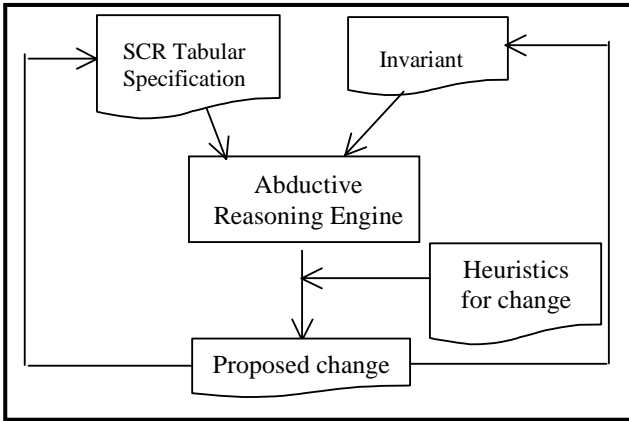 SCR Tabular
Specification
Invariant
Abductive
Reasoning Engine
Heuristics
for change
Proposed change